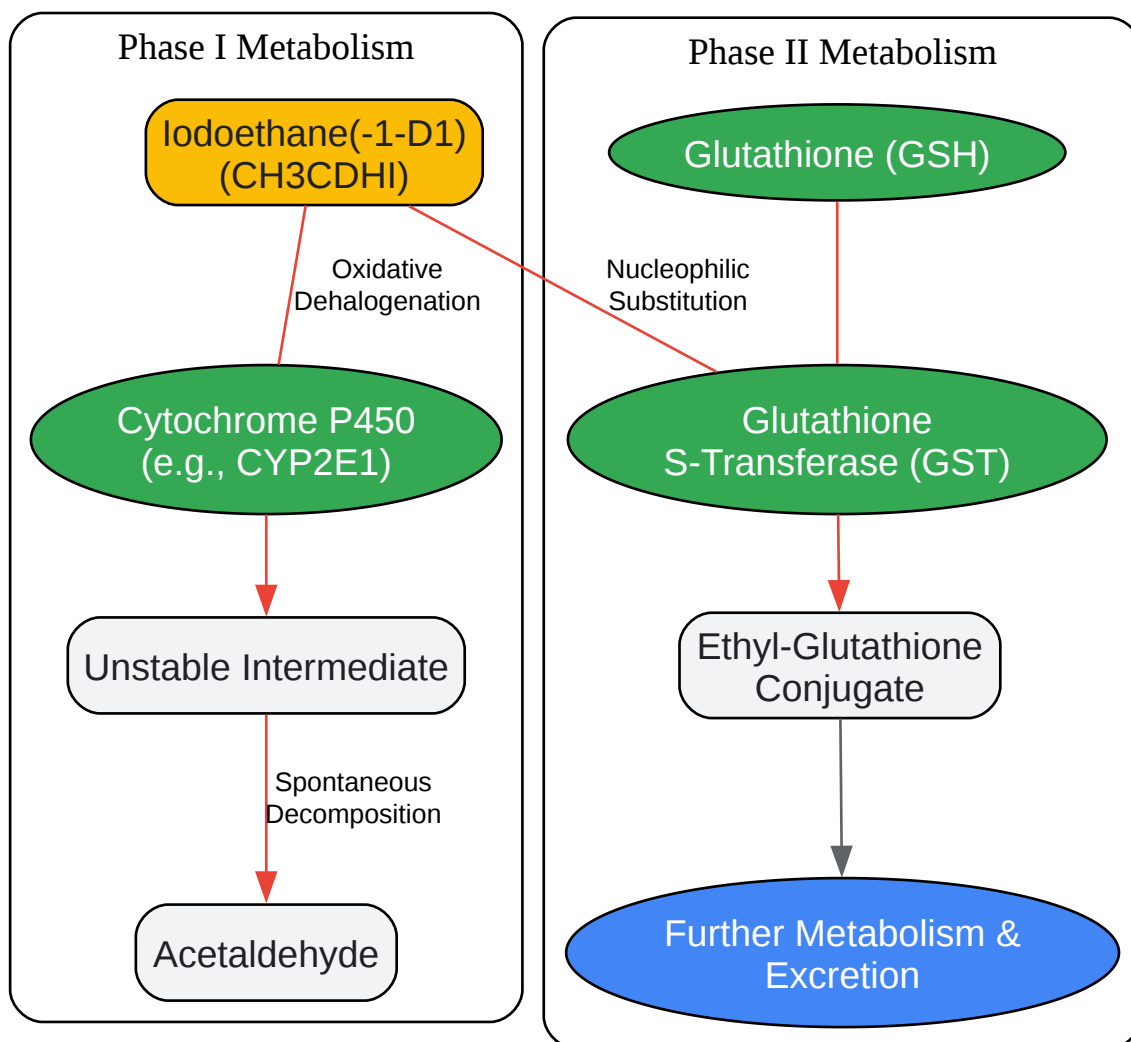 Phase I Metabolism
Iodoethane(-1-D1)
(CH3CDHI)
Oxidative
Dehalogenation
Cytochrome P450
(e.g., CYP2E1)
Unstable Intermediate
Spontaneous
Decomposition
Acetaldehyde
Phase II Metabolism
Glutathione (GSH)
Nucleophilic
Substitution
Glutathione
S-Transferase (GST)
Ethyl-Glutathione
Conjugate
Further Metabolism &
Excretion